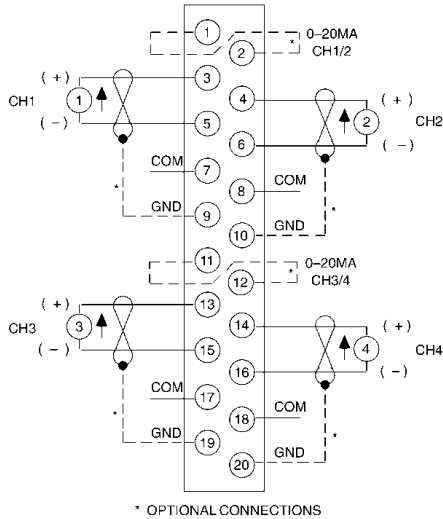 1
0–20MA
* 
2
CH1/2
3
(+)
CH1
1
(−)
4
(+)
2
CH2
5
6
(−)
COM
7
8
COM
*
*
GND
9
10
GND
11
0–20MA
*
12
CH3/4
13
(+)
CH3
3
(−)
14
(+)
4
CH4
15
16
(−)
COM
17
18
COM
*
*
GND
19
20
GND
* OPTIONAL CONNECTIONS